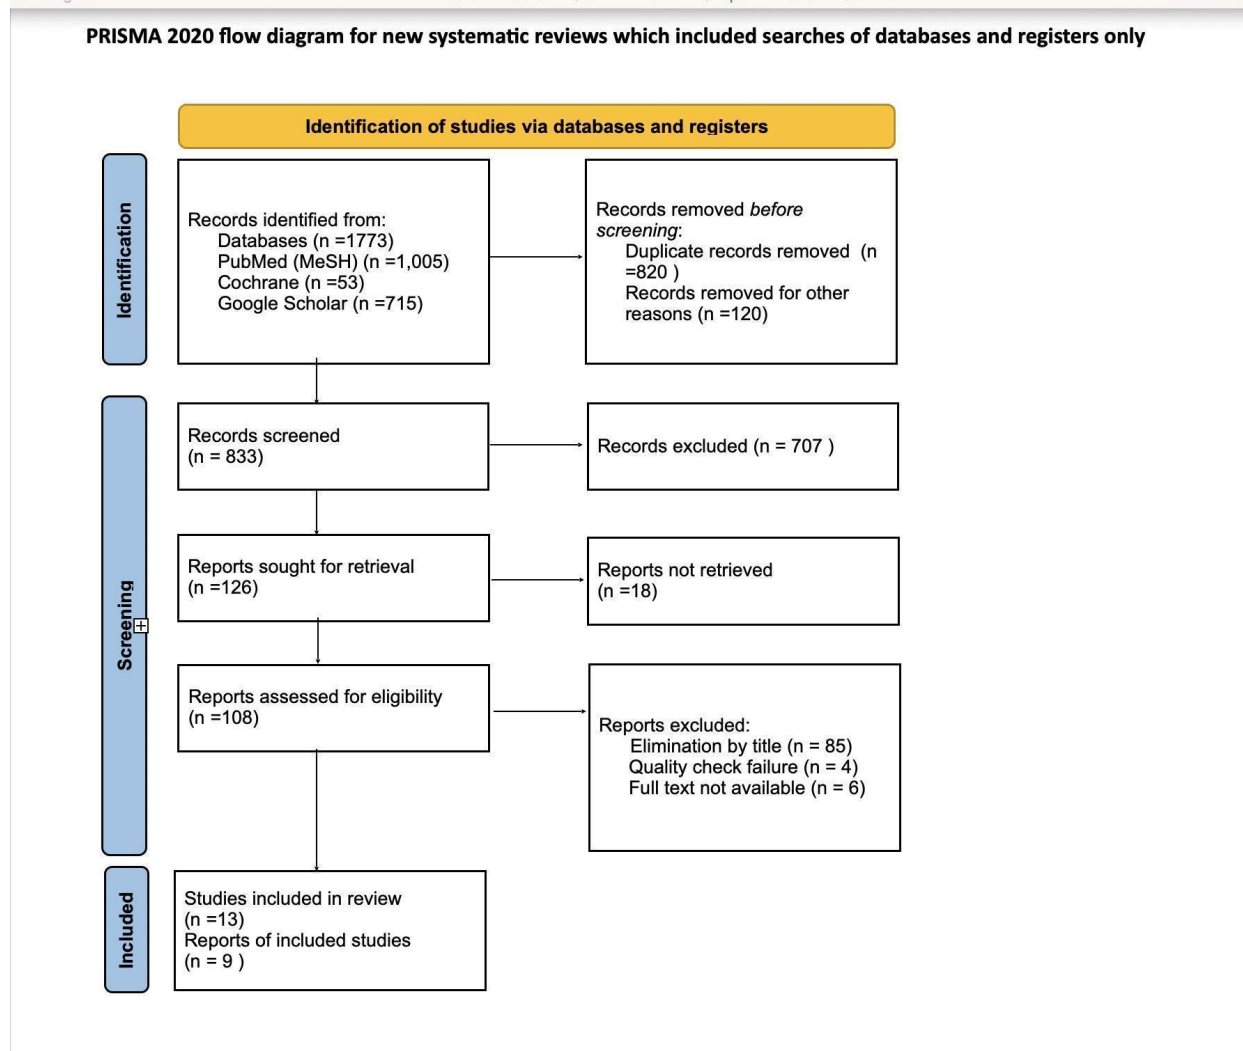 PRISMA 2020 flow diagram for new systematic reviews which included searches of databases and registers only
Identification of studies via databases and registers
Identification
Records identified from:
Databases (n =1773)
PubMed (MeSH) (n =1,005)
Cochrane (n =53)
Google Scholar (n =715)
Records removed before
screening:
Duplicate records removed  (n
=820 )
Records removed for other
reasons (n =120)
Screening
Records screened
(n = 833)
Records excluded (n = 707 )
Reports sought for retrieval
(n =126)
Reports not retrieved
(n =18)
Reports assessed for eligibility
(n =108)
Reports excluded:
Elimination by title (n = 85)
Quality check failure (n = 4)
Full text not available (n = 6)
Included
Studies included in review
(n =13)
Reports of included studies
(n = 9 )